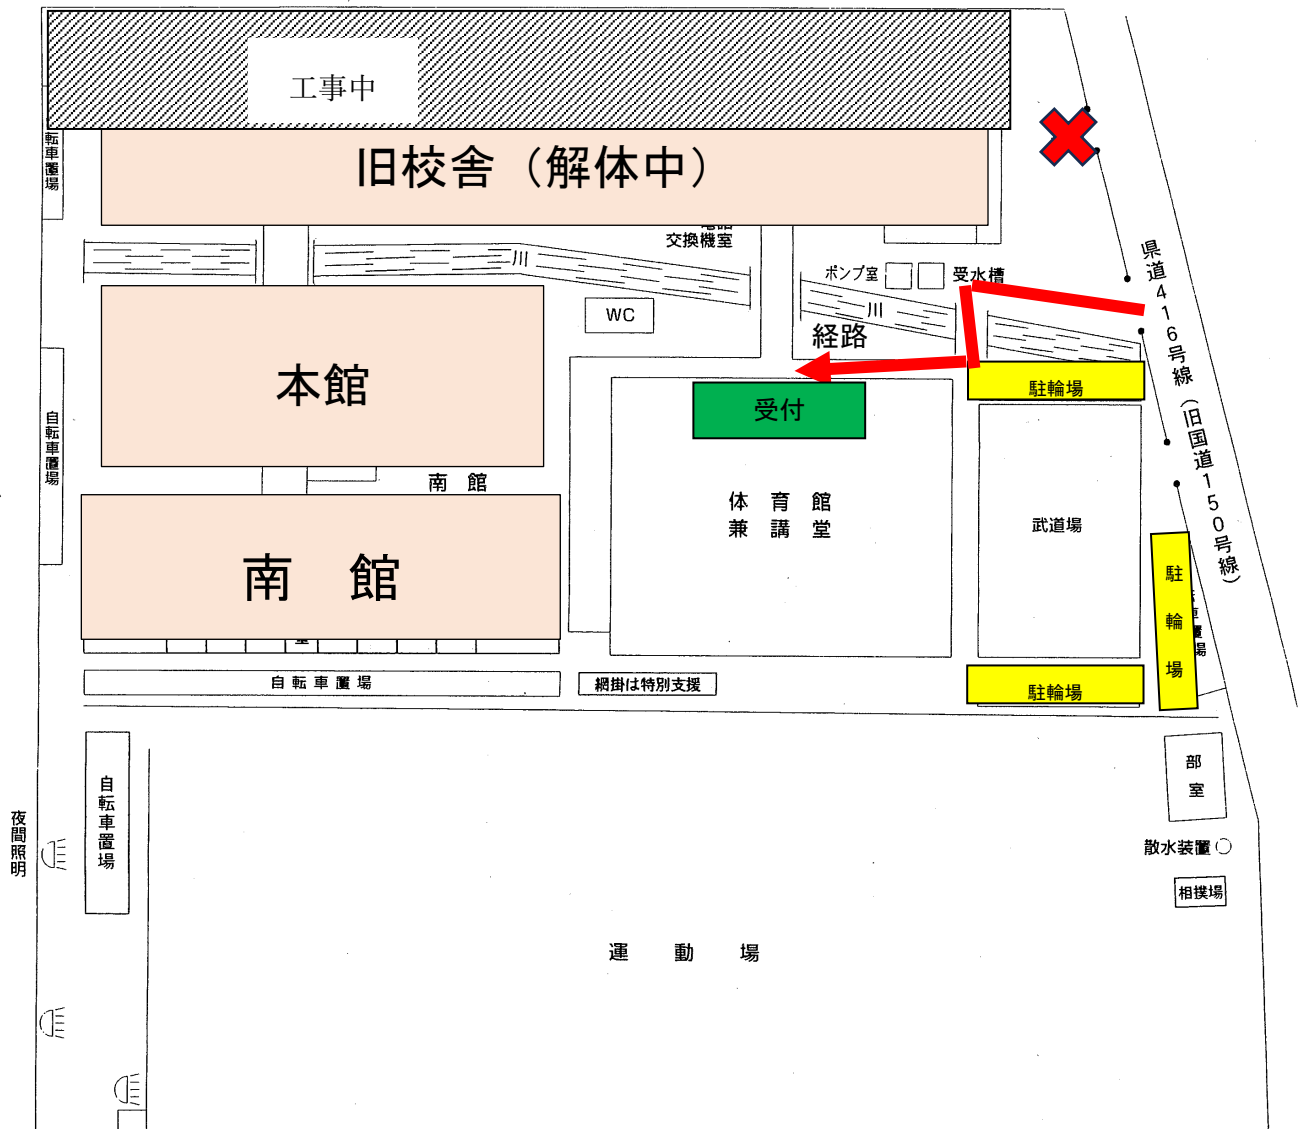 工事中
旧校舎（解体中）
転車置場
交換機室
川
ポンプ室
受水槽
川
WC
経路
県道４１６号線（旧国道１５０号線）
本館
駐輪場
受付
自転車置場
南館
体育館
兼講堂
武道場
南　館
駐輪場
自転車置場
網掛は特別支援
駐輪場
部室
自転車置場
夜間照明
散水装置
相撲場
運動場